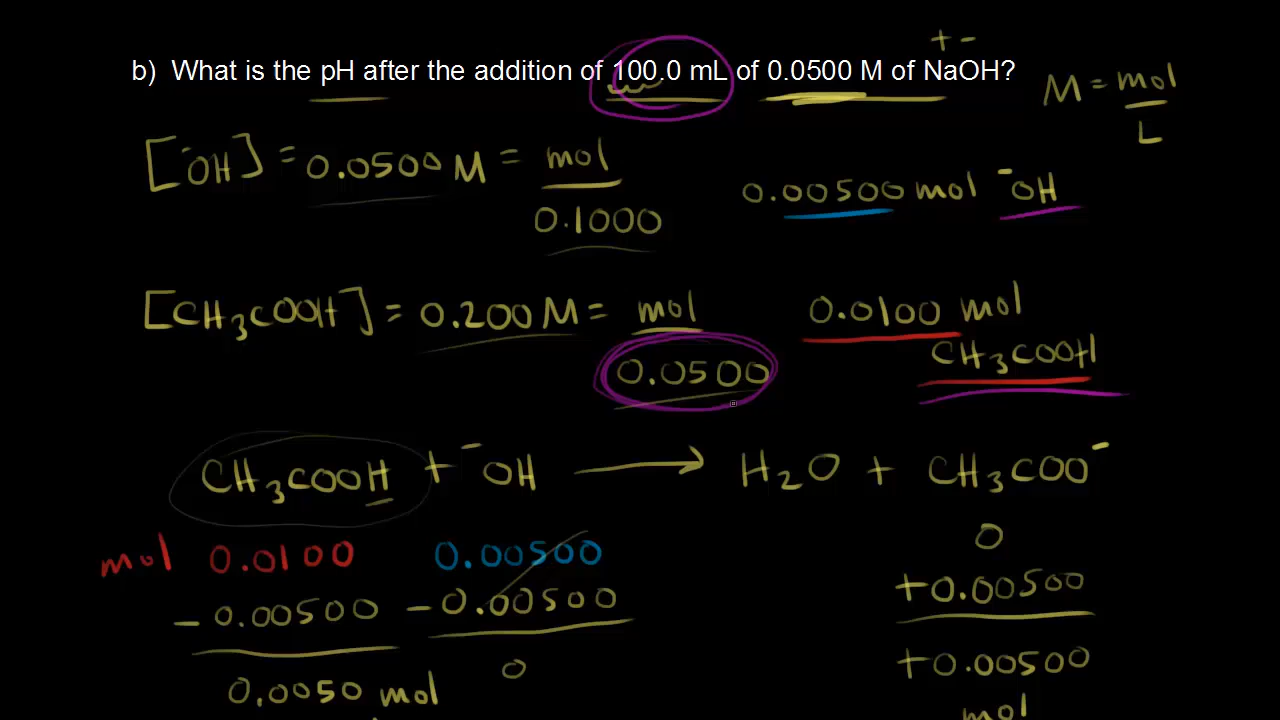 + -
b) What is the pH after the addition of 100.0 mL of 0.0500 M of NaOH?
M = mol
L
[⁻OH] = 0.0500 M = mol
0.1000
0.00500 mol ⁻OH
[CH₃COOH] = 0.200 M = mol
0.0500
0.0100 mol
CH₃COOH
CH₃COOH + ⁻OH → H₂O + CH₃COO⁻
0
mol 0.0100 0.00500
- 0.00500 - 0.00500 +0.00500
0.0050 mol 0 +0.00500
mol